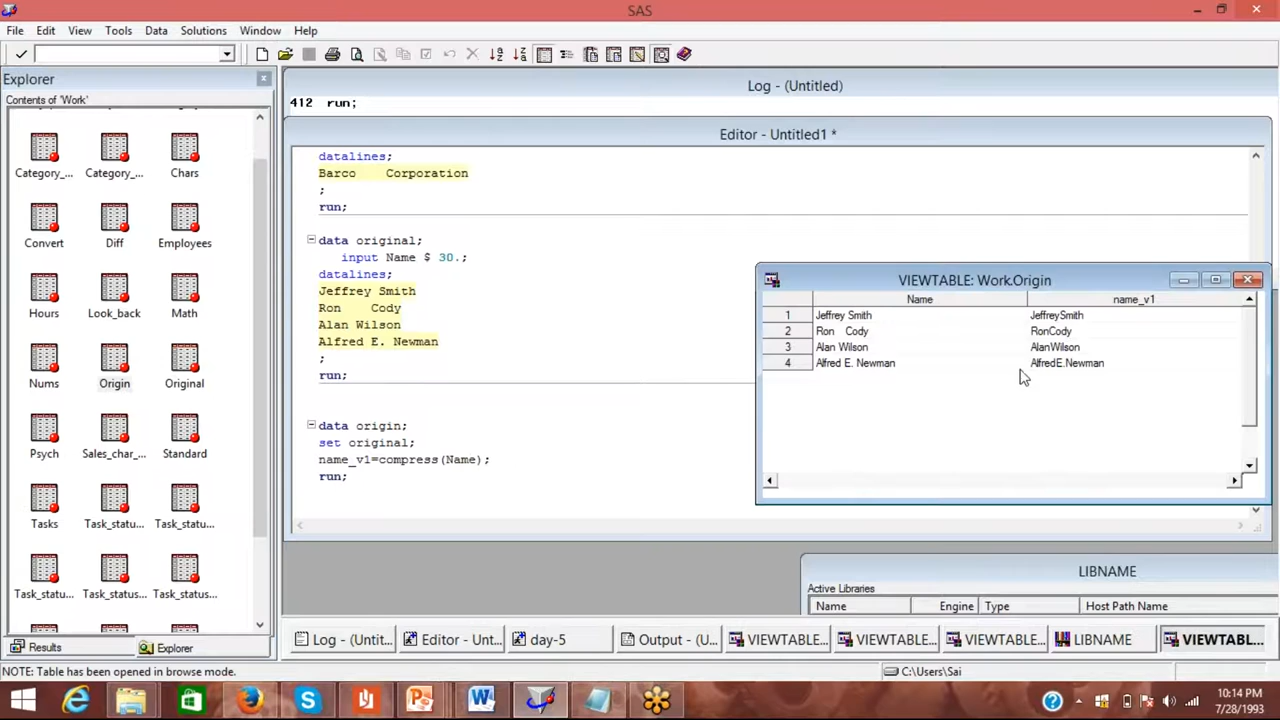 SAS
File Edit View Tools Data Solutions Window Help
Explorer
Contents of 'Work'
Category_... Category_... Chars
Convert Diff Employees
Hours Look_back Math
Nums Origin Original
Psych Sales_char_... Standard
Tasks Task_statu... Task_statu...
Task_statu... Task_status... Task_status...
Results Explorer
Log - (Untitled)
412 run;
Editor - Untitled1 *
datalines;
Barco Corporation
;
run;
data original;
input Name $ 30.;
datalines;
Jeffrey Smith
Ron Cody
Alan Wilson
Alfred E. Newman
;
run;
data origin;
set original;
name_v1=compress(Name);
run;
VIEWTABLE: Work.Origin
Name name_v1
1 Jeffrey Smith JeffreySmith
2 Ron Cody RonCody
3 Alan Wilson AlanWilson
4 Alfred E. Newman AlfredE.Newman
LIBNAME
Active Libraries
Name Engine Type Host Path Name
Log - (Untit... Editor - Unt... day-5 Output - (U... VIEWTABLE... VIEWTABLE... VIEWTABLE... LIBNAME VIEWTABL...
NOTE: Table has been opened in browse mode.
C:\Users\Sai
10:14 PM
7/28/1993